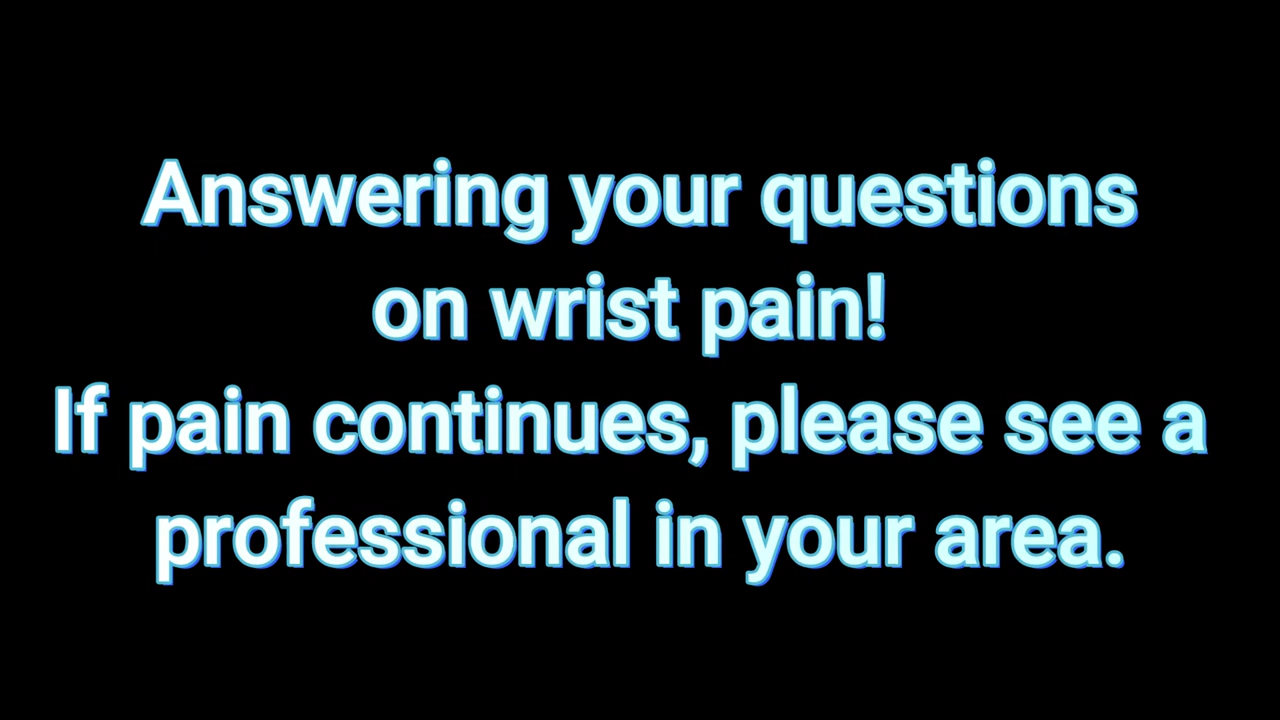 Answering your questions
on wrist pain!
If pain continues, please see a
professional in your area.